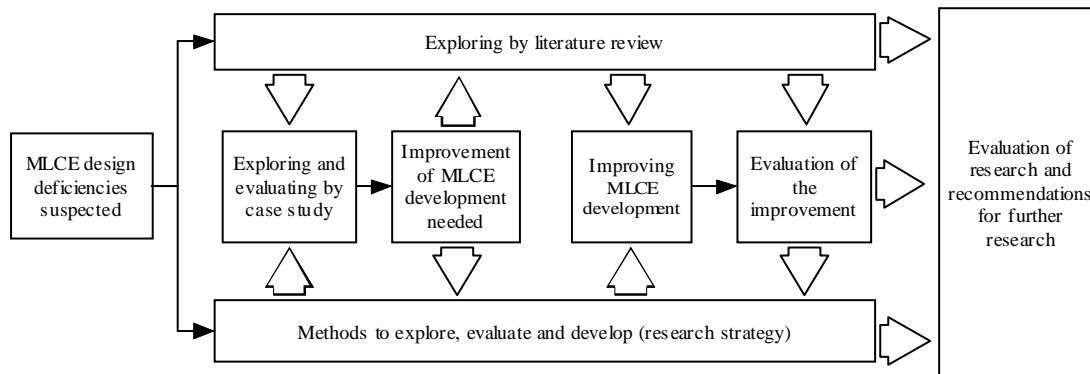 Exploring by literature review
MLCE design
deficiencies
suspected
Exploring and
evaluating by
case study
Improvement
of MLCE
development
needed
Improving
MLCE
development
Evaluation of
the
improvement
Evaluation of
research and
recommendations
for further
research
Methods to explore, evaluate and develop (research strategy)